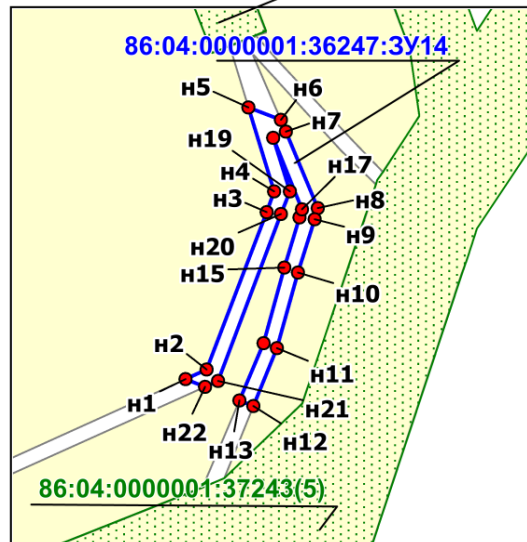 86:04:0000001:36247:ЗУ14
н5
н6
н7
н19
н17
н4
н3
н8
н9
н20
н15
н10
н2
н11
н1
н21
н22
н13
н12
86:04:0000001:37243(5)